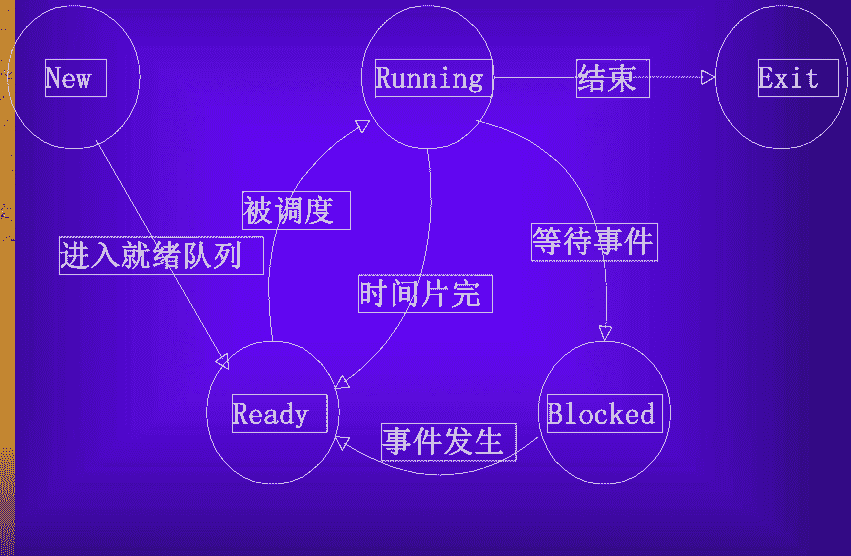 New
Running
结束
Exit
被调度
进入就绪队列
等待事件
时间片完
Ready
Blocked
事件发生